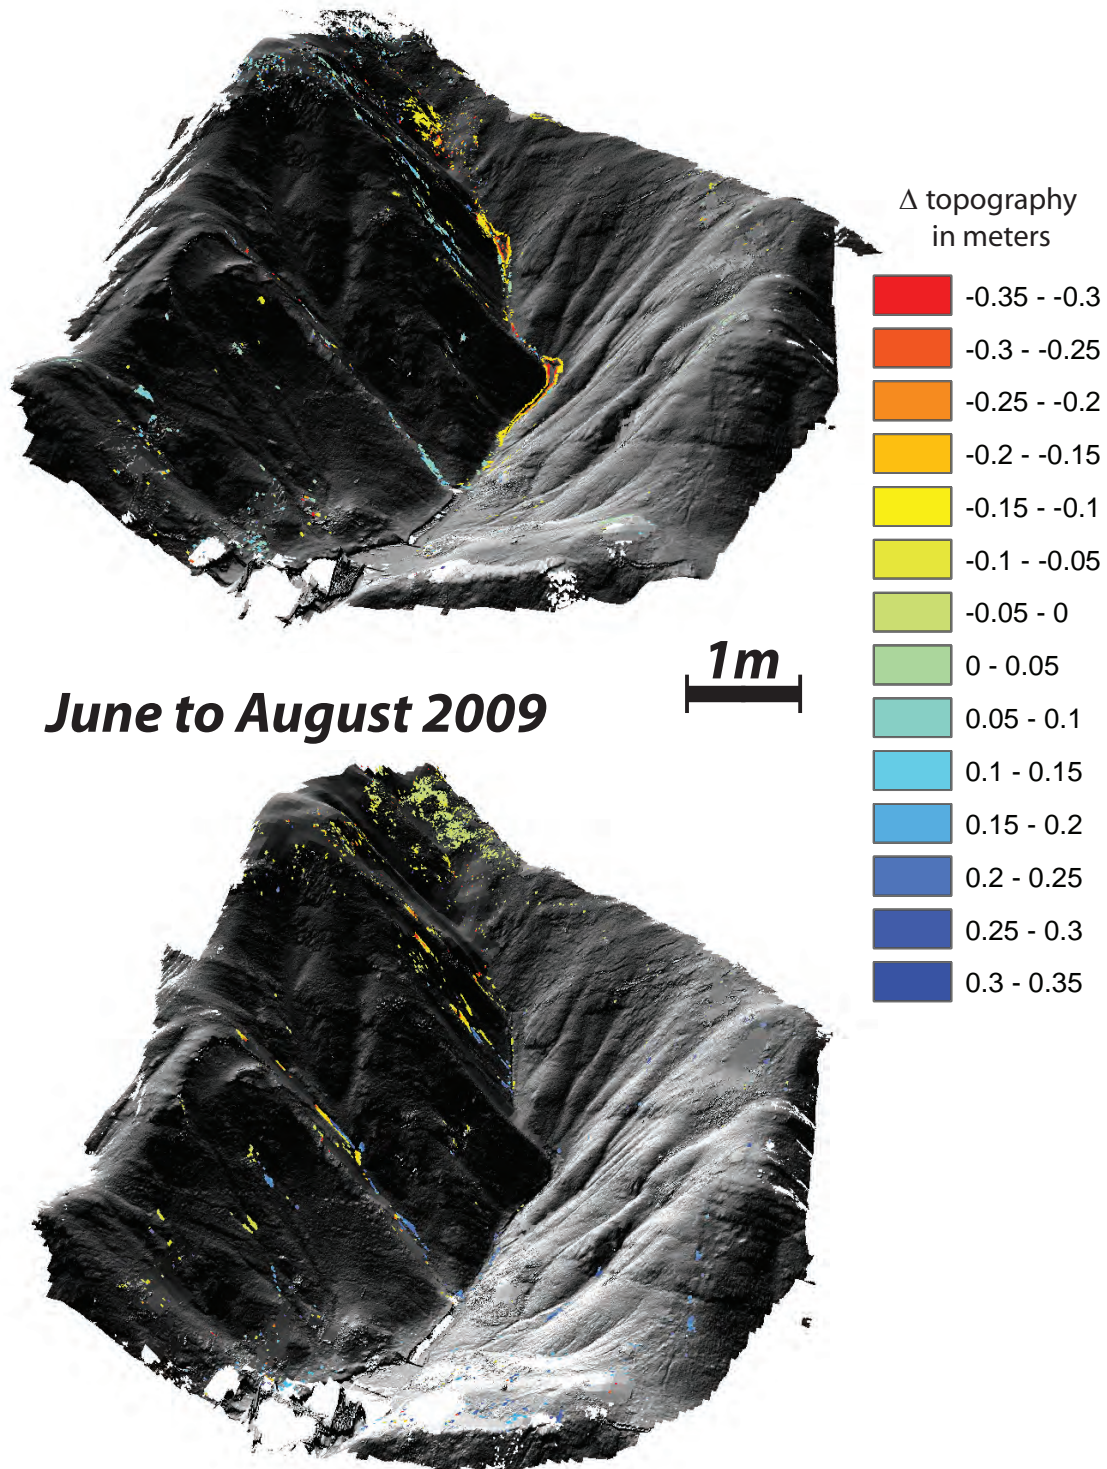 Δ topography
in meters
-0.35 - -0.3
-0.3 - -0.25
-0.25 - -0.2
-0.2 - -0.15
-0.15 - -0.1
-0.1 - -0.05
-0.05 - 0
0 - 0.05
0.05 - 0.1
0.1 - 0.15
0.15 - 0.2
0.2 - 0.25
0.25 - 0.3
0.3 - 0.35
1m
June to August 2009